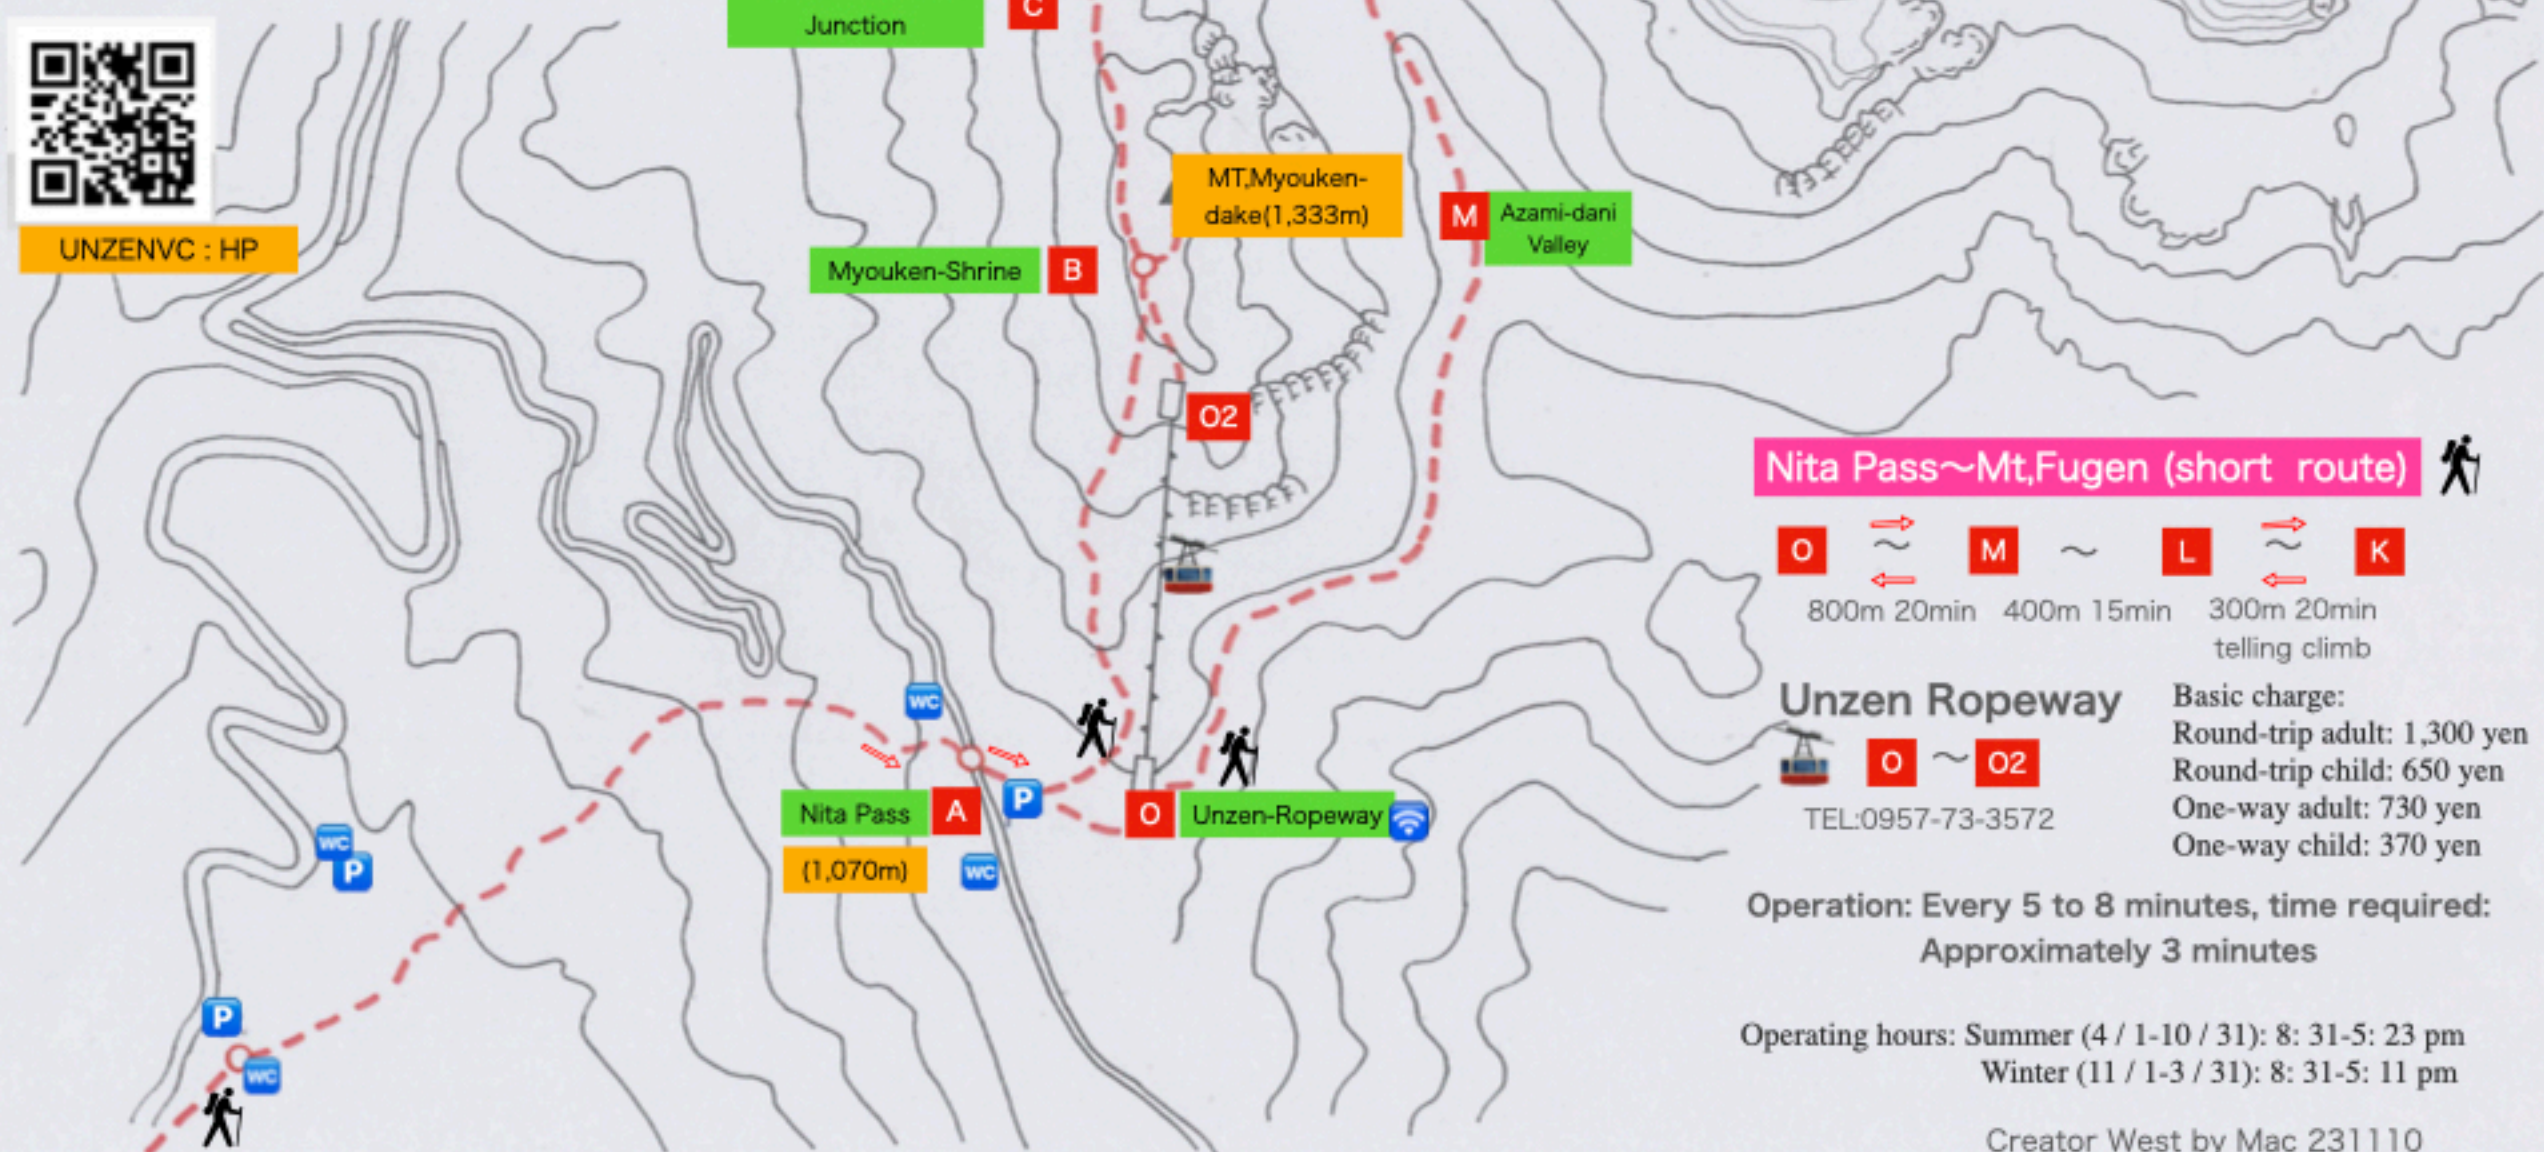 Junction
C
UNZENVC : HP
MT,Myouken-
dake(1,333m)
M
Azami-dani
Valley
Myouken-Shrine
B
O2
Nita Pass～Mt,Fugen (short route)
O
～
M
～
L
～
K
800m 20min
400m 15min
300m 20min
telling climb
WC
Unzen Ropeway
O
～
O2
TEL:0957-73-3572
Basic charge:
Round-trip adult: 1,300 yen
Round-trip child: 650 yen
One-way adult: 730 yen
One-way child: 370 yen
Nita Pass
A
P
(1,070m)
WC
O
Unzen-Ropeway
WC
P
Operation: Every 5 to 8 minutes, time required:
Approximately 3 minutes
P
WC
Operating hours: Summer (4 / 1-10 / 31): 8: 31-5: 23 pm
Winter (11 / 1-3 / 31): 8: 31-5: 11 pm
Creator West by Mac 231110